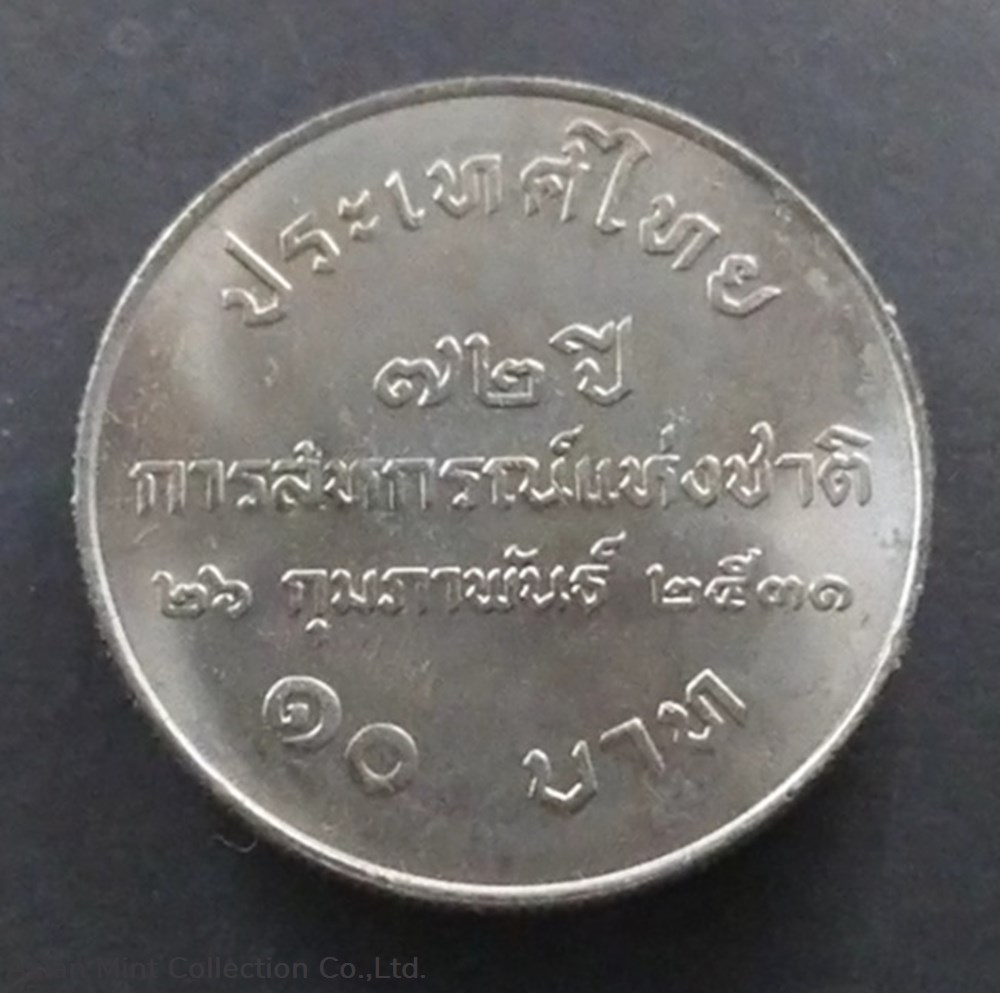 ประเทศไทย
๗๒ ปี
การสหกรณ์แห่งชาติ
๒๖ กุมภาพันธ์ ๒๕๓๑
๑๐ บาท
Mint Collection Co.,Ltd.